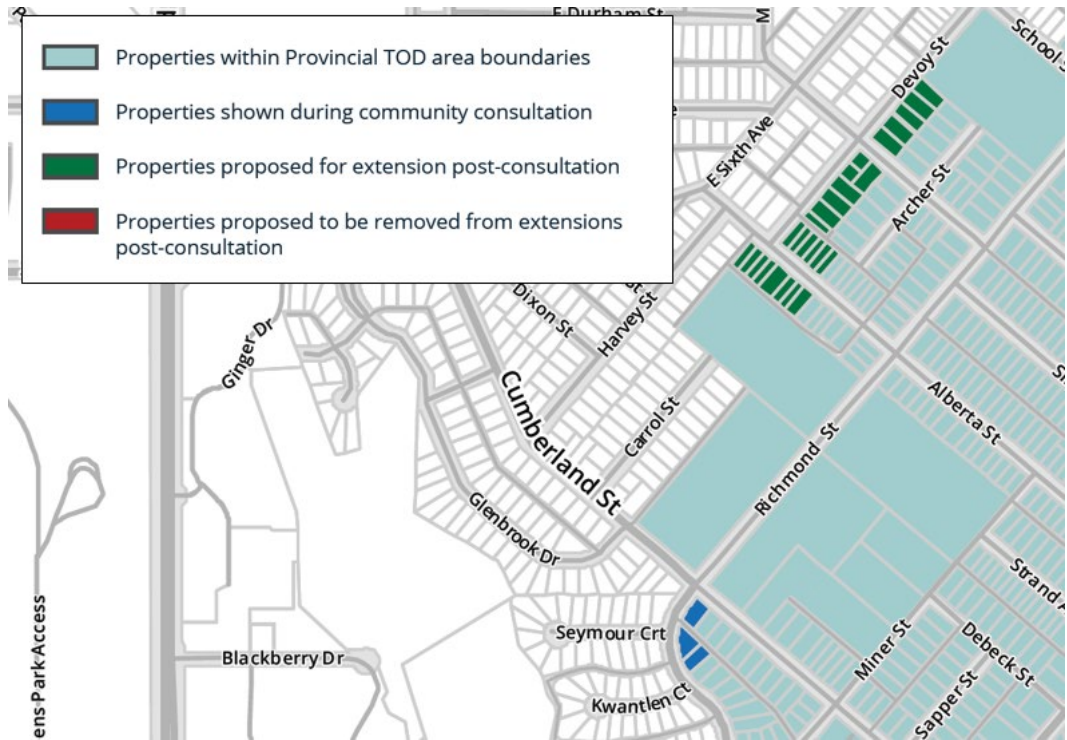 E Durham St
M
Properties within Provincial TOD area boundaries
Properties shown during community consultation
Properties proposed for extension post-consultation
Properties proposed to be removed from extensions
post-consultation
Devoy St
School S
E Sixth Ave
Archer St
Dixon St
Harvey St
Ginger Dr
Cumberland St
Carrol St
Alberta St
Richmond St
Glenbrook Dr
Strand A
Seymour Crt
Miner St
Debeck St
Blackberry Dr
Kwantlen Ct
Sapper St
ens Park Access